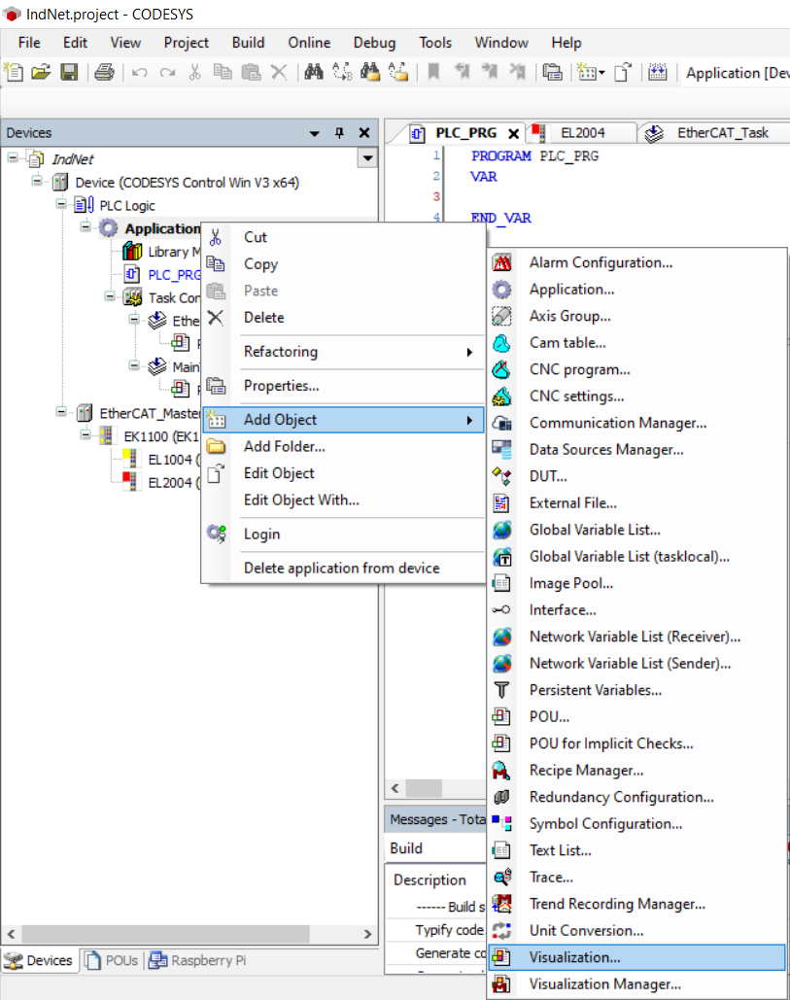 IndNet.project - CODESYS
File Edit View Project Build Online Debug Tools Window Help
Application [Dev
Devices
IndNet
Device (CODESYS Control Win V3 x64)
PLC Logic
Application
Library M
PLC_PRG
Task Con
Ethe
MainT
EtherCAT_Master
EK1100 (EK1
EL1004 (
EL2004 (
Devices POUs Raspberry Pi
PLC_PRG EL2004 EtherCAT_Task
1 PROGRAM PLC_PRG
2 VAR
3
4 END_VAR
Cut
Copy
Paste
Delete
Refactoring
Properties...
Add Object
Add Folder...
Edit Object
Edit Object With...
Login
Delete application from device
Alarm Configuration...
Application...
Axis Group...
Cam table...
CNC program...
CNC settings...
Communication Manager...
Data Sources Manager...
DUT...
External File...
Global Variable List...
Global Variable List (tasklocal)...
Image Pool...
Interface...
Network Variable List (Receiver)...
Network Variable List (Sender)...
Persistent Variables...
POU...
POU for Implicit Checks...
Recipe Manager...
Redundancy Configuration...
Symbol Configuration...
Text List...
Trace...
Trend Recording Manager...
Unit Conversion...
Visualization...
Visualization Manager...
Messages - Tota
Build
Description
------ Build s
Typify code.
Generate co